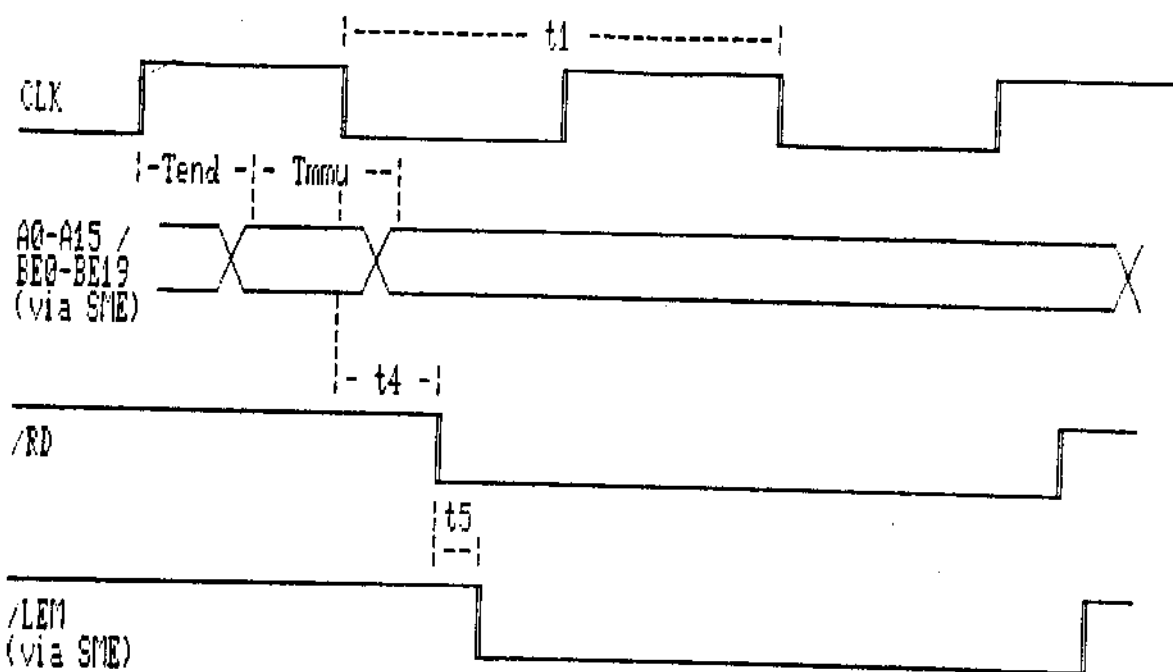 t1
CLK
Tend Tmmu
A0-A15 /
BE0-BE19
(via SME)
t4
/RD
t5
/LEM
(via SME)